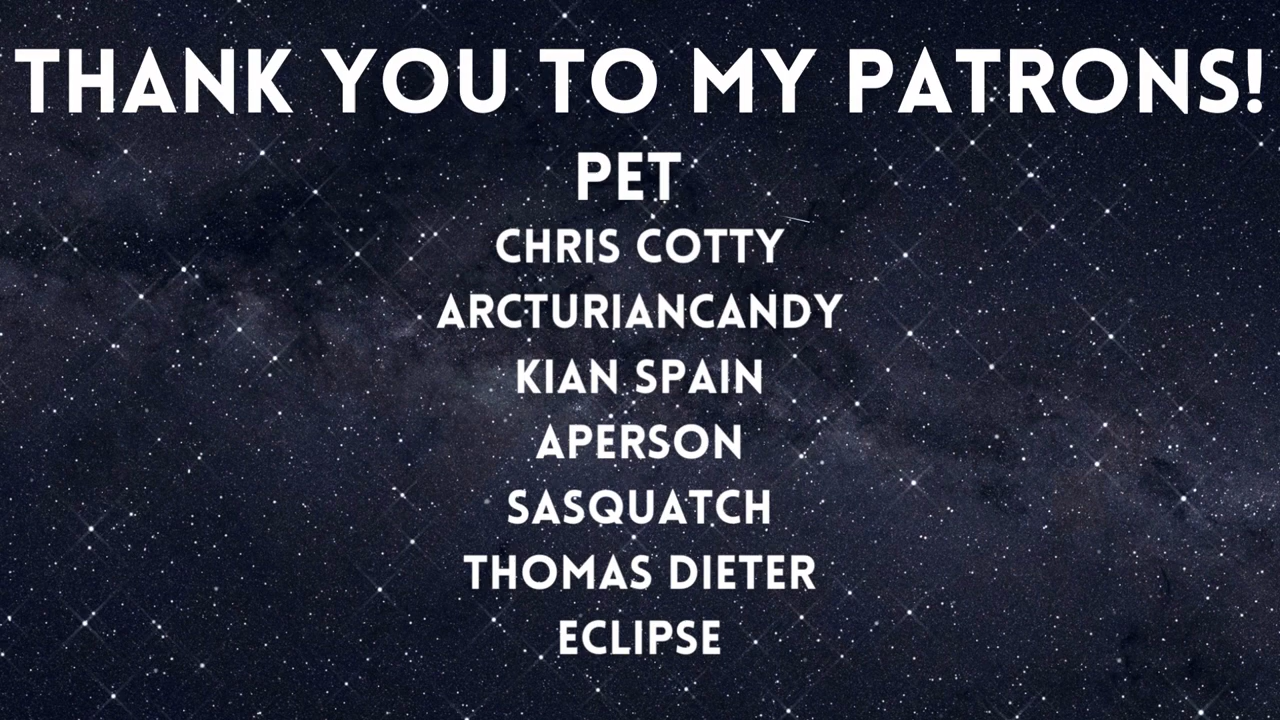 THANK YOU TO MY PATRONS!
PET
CHRIS COTTY
ARCTURIANCANDY
KIAN SPAIN
APERSON
SASQUATCH
THOMAS DIETER
ECLIPSE